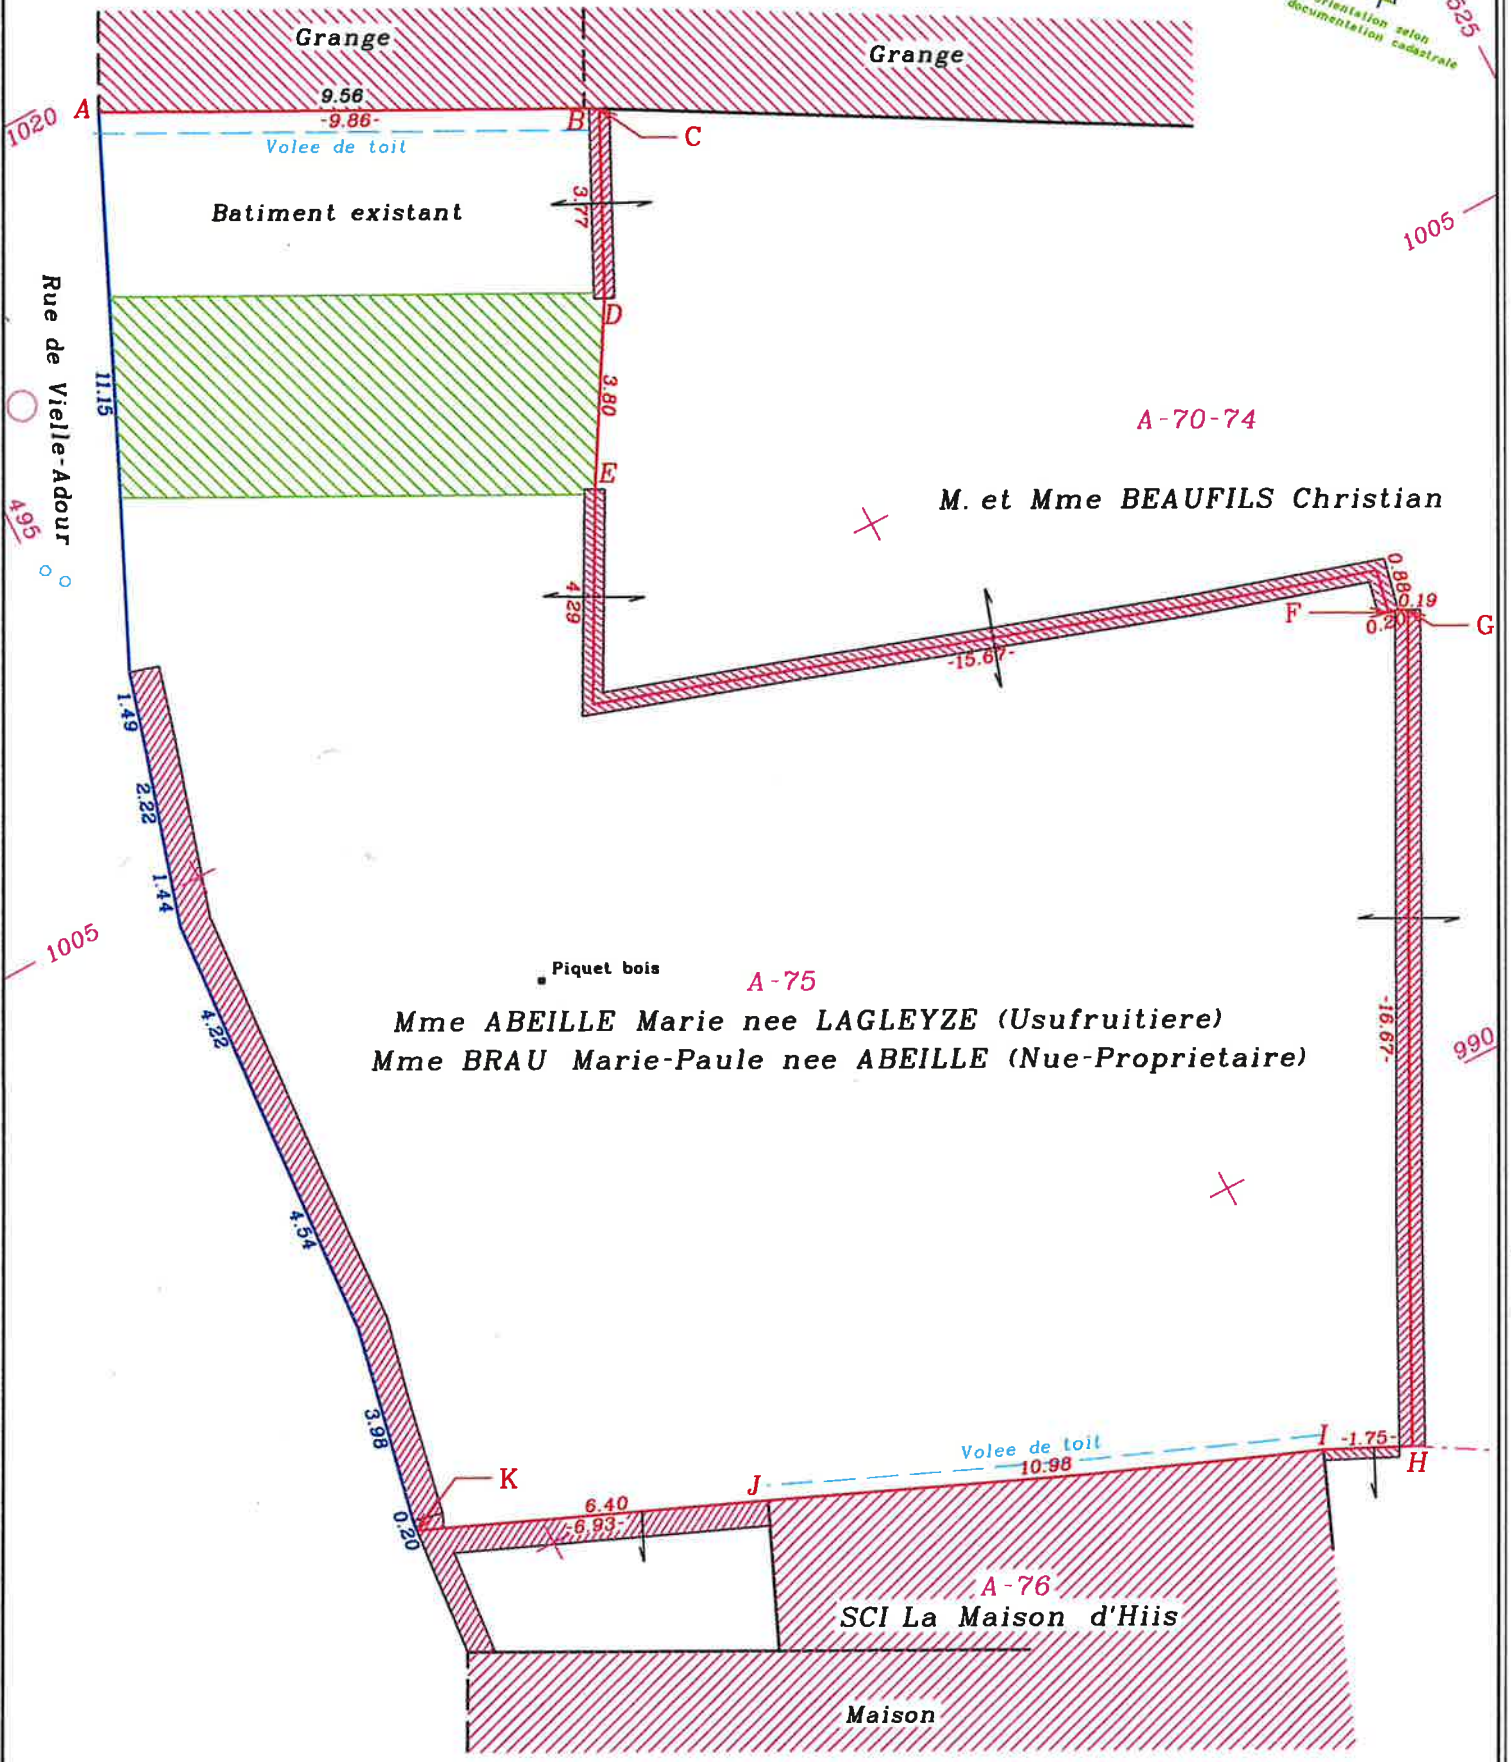 orientation selon
documentation cadastrale
525
Grange
Grange
9.56
A
-9.86-
B
C
1020
Volee de toit
3.77
Batiment existant
1005
Rue de Vielle-Adour
D
11.15
3.80
A-70-74
E
M. et Mme BEAUFILS Christian
495
4.29
0.88
0.19
F
0.20
G
-15.67-
1.49
2.22
1.44
1005
Piquet bois
A-75
Mme ABEILLE Marie nee LAGLEYZE (Usufruitiere)
Mme BRAU Marie-Paule nee ABEILLE (Nue-Proprietaire)
-16.67-
990
4.22
4.54
3.98
Volee de toit
I
-1.75-
H
10.98
K
J
6.40
-6.93-
0.20
A-76
SCI La Maison d'Hiis
Maison